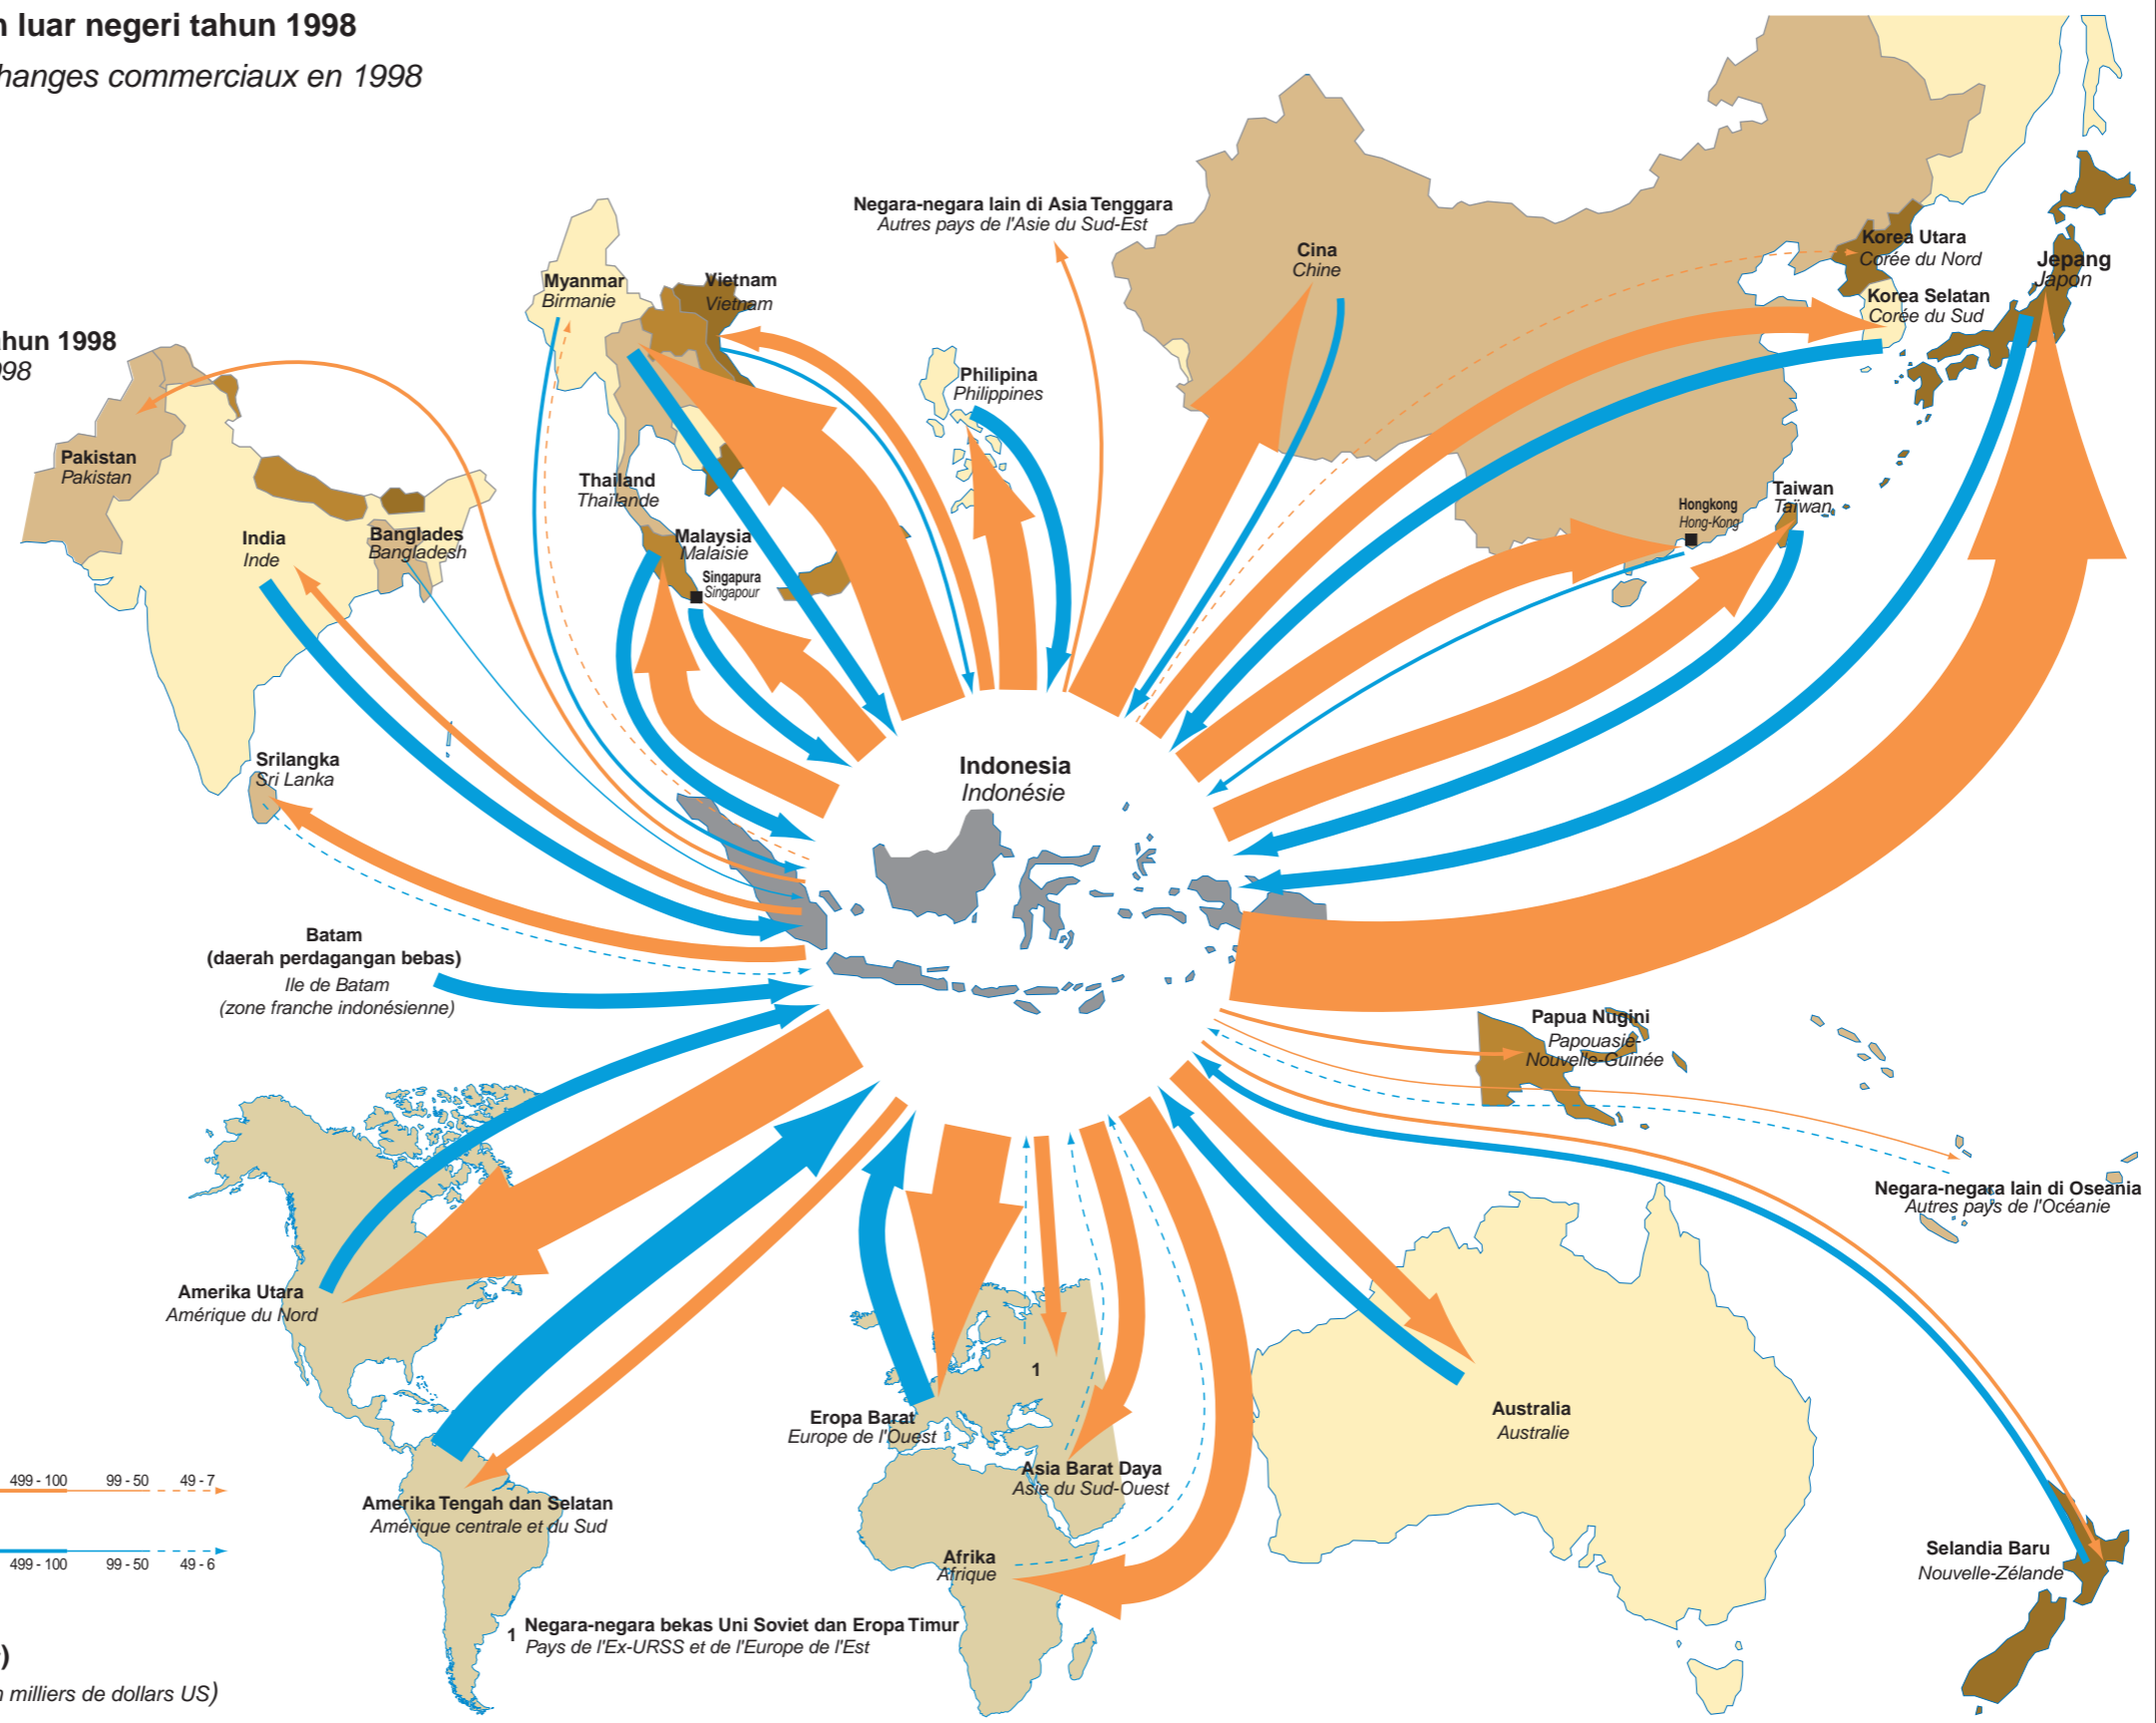 luar negeri tahun 1998
hanges commerciaux en 1998
Negara-negara lain di Asia Tenggara
Autres pays de l'Asie du Sud-Est
Cina
Chine
Korea Utara
Corée du Nord
Jepang
Japon
Korea Selatan
Corée du Sud
Myanmar
Birmanie
Vietnam
Vietnam
ahun 1998
998
Philipina
Philippines
Pakistan
Pakistan
Thailand
Thaïlande
Taiwan
Taïwan
Hongkong
Hong-Kong
India
Inde
Banglades
Bangladesh
Malaysia
Malaisie
Singapura
Singapour
Srilangka
Sri Lanka
Indonesia
Indonésie
Batam
(daerah perdagangan bebas)
Ile de Batam
(zone franche indonésienne)
Papua Nugini
Papouasie-
Nouvelle-Guinée
Negara-negara lain di Oseania
Autres pays de l'Océanie
Amerika Utara
Amérique du Nord
1
Eropa Barat
Europe de l'Ouest
Australia
Australie
Asia Barat Daya
Asie du Sud-Ouest
499 - 100 99 - 50 49 - 7
Amerika Tengah dan Selatan
Amérique centrale et du Sud
499 - 100 99 - 50 49 - 6
Afrika
Afrique
Selandia Baru
Nouvelle-Zélande
1 Negara-negara bekas Uni Soviet dan Eropa Timur
Pays de l'Ex-URSS et de l'Europe de l'Est
)
n milliers de dollars US)